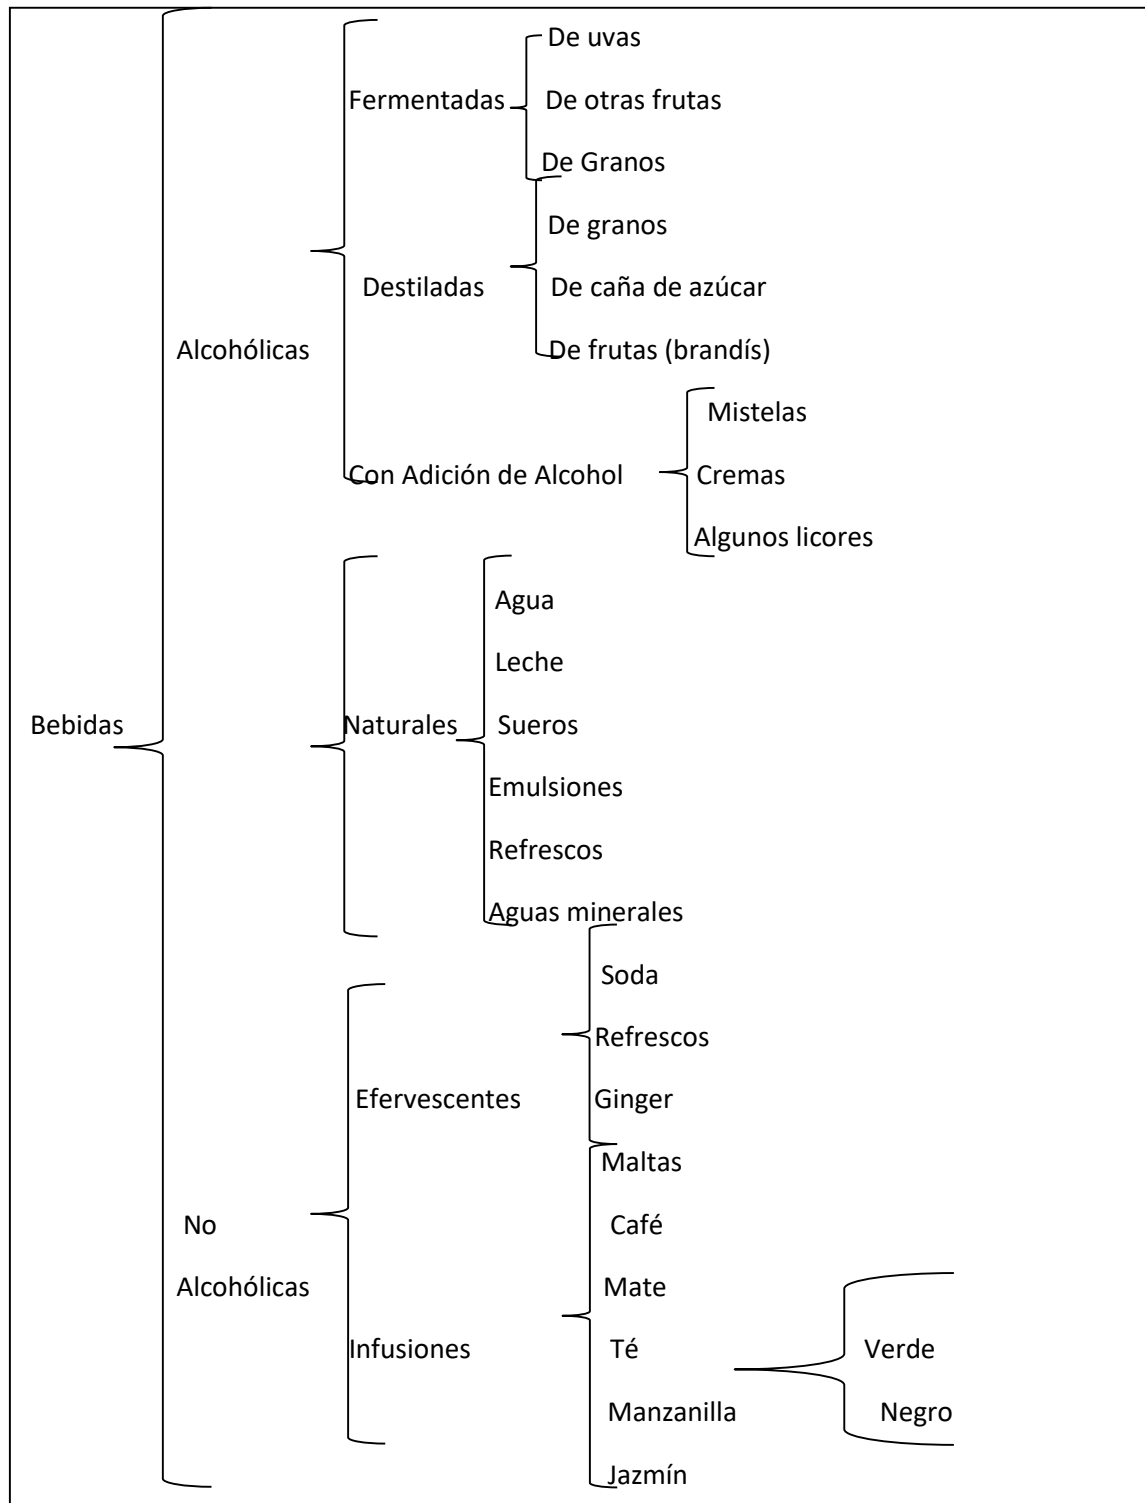 De uvas
Fermentadas De otras frutas
De Granos
De granos
Destiladas De caña de azúcar
Alcohólicas De frutas (brandís)
Mistelas
Con Adición de Alcohol Cremas
Algunos licores
Agua
Leche
Bebidas Naturales Sueros
Emulsiones
Refrescos
Aguas minerales
Soda
Refrescos
Efervescentes Ginger
Maltas
No Café
Alcohólicas Mate
Infusiones Té Verde
Manzanilla Negro
Jazmín